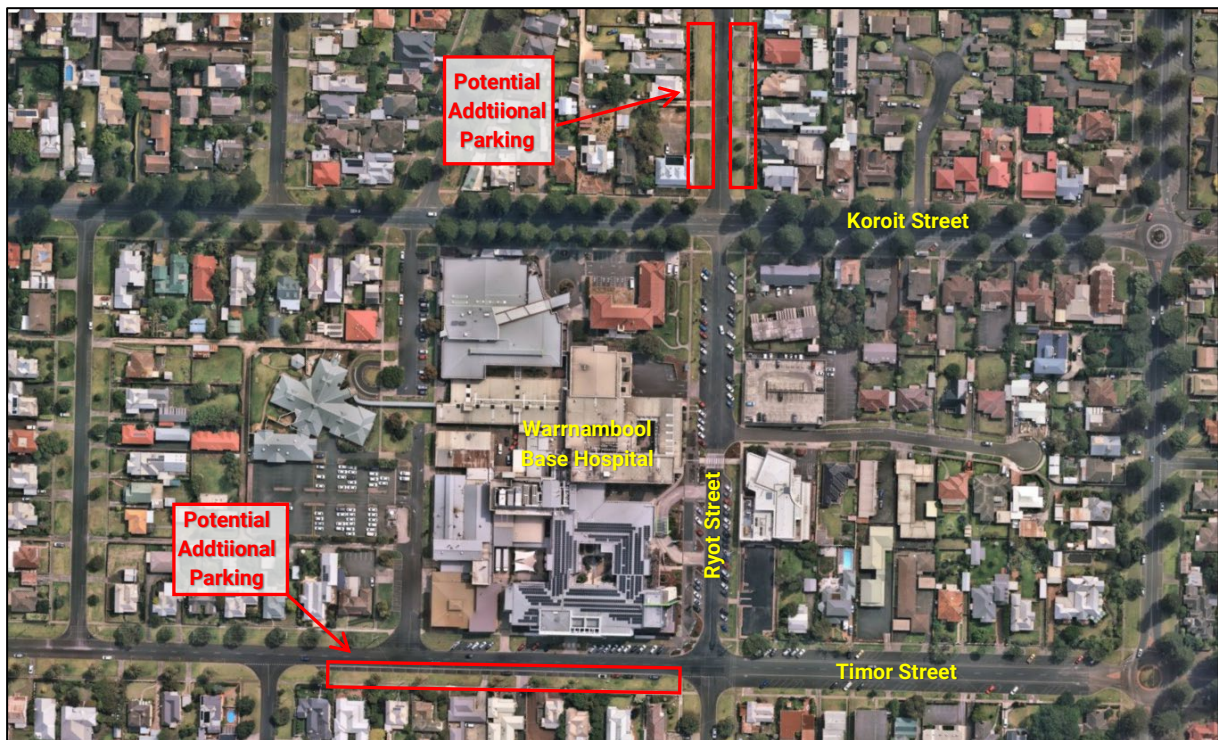 Potential
Addtiional
Parking
Koroit Street
Warrnambool
Base Hospital
Ryot Street
Potential
Addtiional
Parking
Timor Street